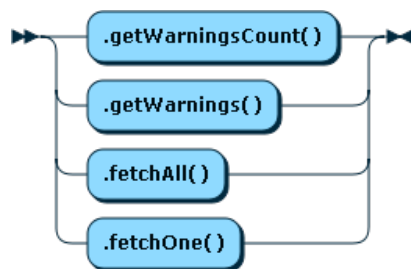 .getWarningsCount()
.getWarnings()
.fetchAll()
.fetchOne()